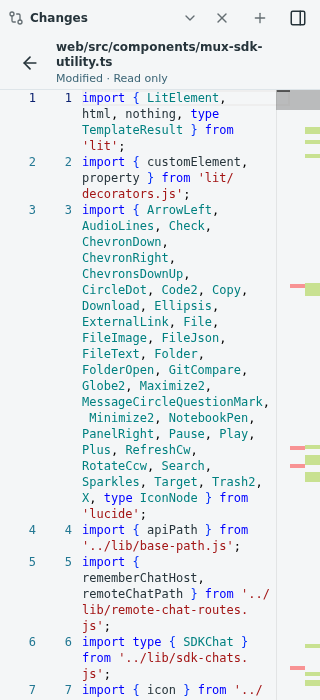 Changes
web/src/components/mux-sdk-
utility.ts
Modified · Read only
1 1 import { LitElement,
html, nothing, type
TemplateResult } from
'lit';
2 2 import { customElement,
property } from 'lit/
decorators.js';
3 3 import { ArrowLeft,
AudioLines, Check,
ChevronDown,
ChevronRight,
ChevronsDownUp,
CircleDot, Code2, Copy,
Download, Ellipsis,
ExternalLink, File,
FileImage, FileJson,
FileText, Folder,
FolderOpen, GitCompare,
Globe2, Maximize2,
MessageCircleQuestionMark,
Minimize2, NotebookPen,
PanelRight, Pause, Play,
Plus, RefreshCw,
RotateCcw, Search,
Sparkles, Target, Trash2,
X, type IconNode } from
'lucide';
4 4 import { apiPath } from
'../lib/base-path.js';
5 5 import {
rememberChatHost,
remoteChatPath } from '../
lib/remote-chat-routes.
js';
6 6 import type { SDKChat }
from '../lib/sdk-chats.
js';
7 7 import { icon } from '../